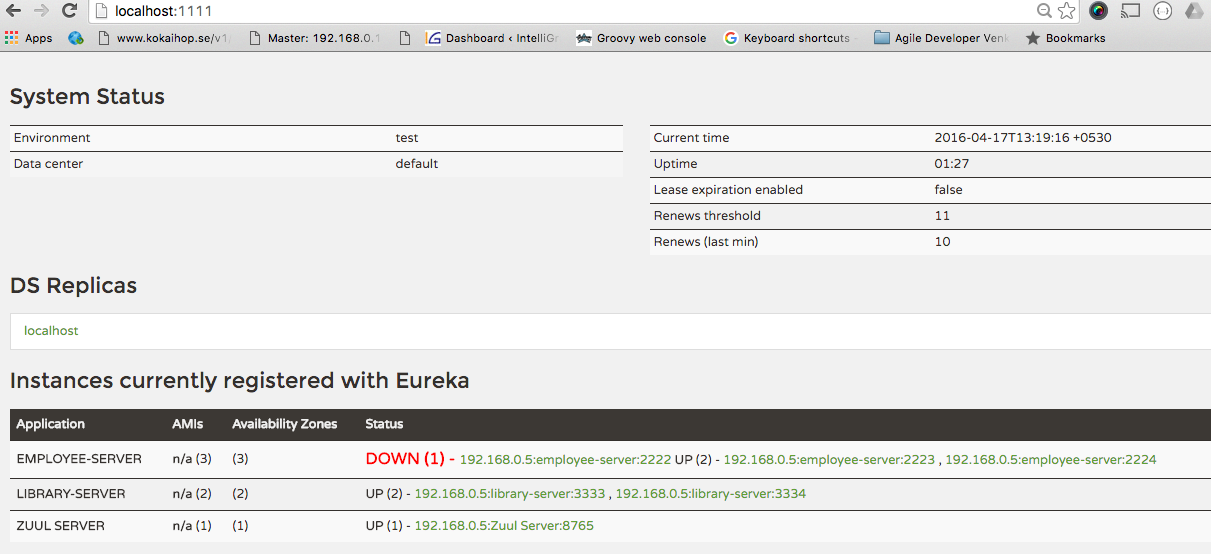 localhost:1111
Apps www.kokaihop.se/v1/ Master: 192.168.0.1 Dashboard ‹ IntelliGr Groovy web console Keyboard shortcuts - Agile Developer Venk Bookmarks
System Status
Environment test Current time 2016-04-17T13:19:16 +0530
Data center default Uptime 01:27
Lease expiration enabled false
Renews threshold 11
Renews (last min) 10
DS Replicas
localhost
Instances currently registered with Eureka
Application AMIs Availability Zones Status
EMPLOYEE-SERVER n/a (3) (3) DOWN (1) - 192.168.0.5:employee-server:2222 UP (2) - 192.168.0.5:employee-server:2223 , 192.168.0.5:employee-server:2224
LIBRARY-SERVER n/a (2) (2) UP (2) - 192.168.0.5:library-server:3333 , 192.168.0.5:library-server:3334
ZUUL SERVER n/a (1) (1) UP (1) - 192.168.0.5:Zuul Server:8765